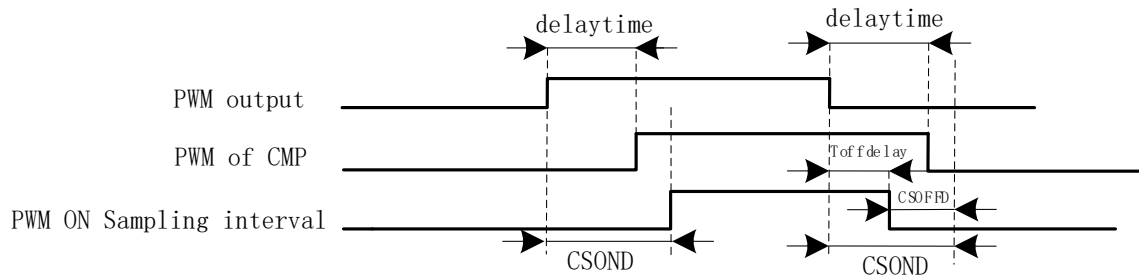 delaytime
delaytime
PWM output
PWM of CMP
Toffdelay
CSOFFD
PWM ON Sampling interval
CSOND
CSOND